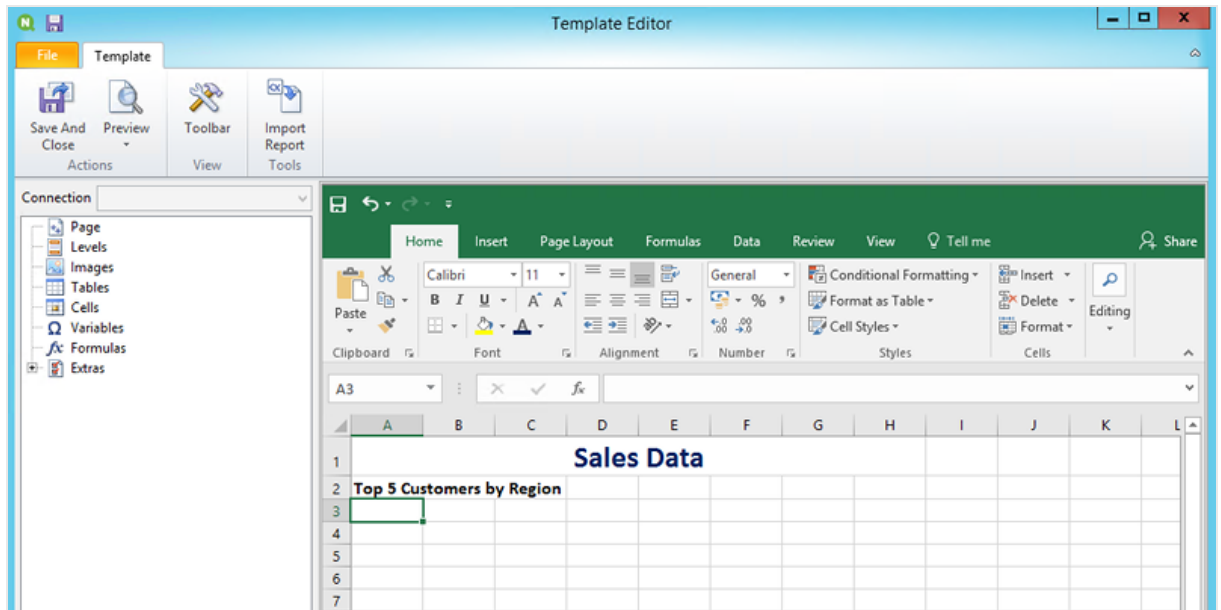 N
Template Editor
File Template
Save And Close Preview Toolbar Import Report
Actions View Tools
Connection
Page
Levels
Images
Tables
Cells
Ω Variables
fx Formulas
Extras
Home Insert Page Layout Formulas Data Review View Tell me Share
Paste
Calibri 11
B I U A A
A
General
% ,
.00 .0
Conditional Formatting
Format as Table
Cell Styles
Insert
Delete
Format
Editing
Clipboard Font Alignment Number Styles Cells
A3 fx
A B C D E F G H I J K L
1 Sales Data
2 Top 5 Customers by Region
3
4
5
6
7